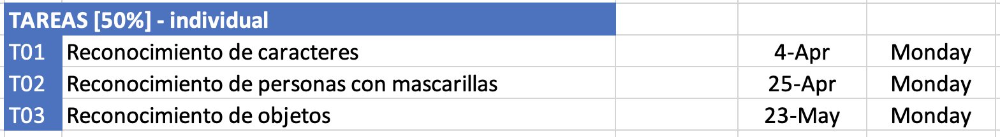 TAREAS [50%] - individual
T01 Reconocimiento de caracteres 4-Apr Monday
T02 Reconocimiento de personas con mascarillas 25-Apr Monday
T03 Reconocimiento de objetos 23-May Monday